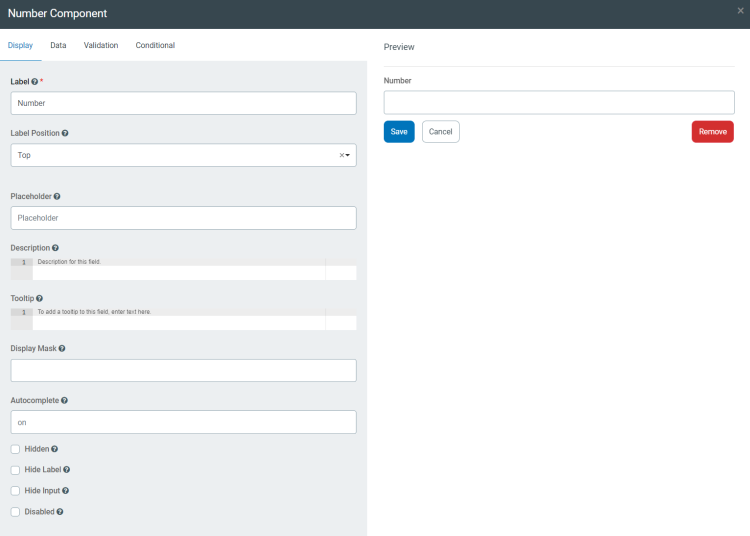 Number Component
×
Display Data Validation Conditional
Label *
Number
Label Position
Top
×
Placeholder
Placeholder
Description
1 Description for this field.
Tooltip
1 To add a tooltip to this field, enter text here.
Display Mask
Autocomplete
on
Hidden
Hide Label
Hide Input
Disabled
Preview
Number
Save Cancel Remove